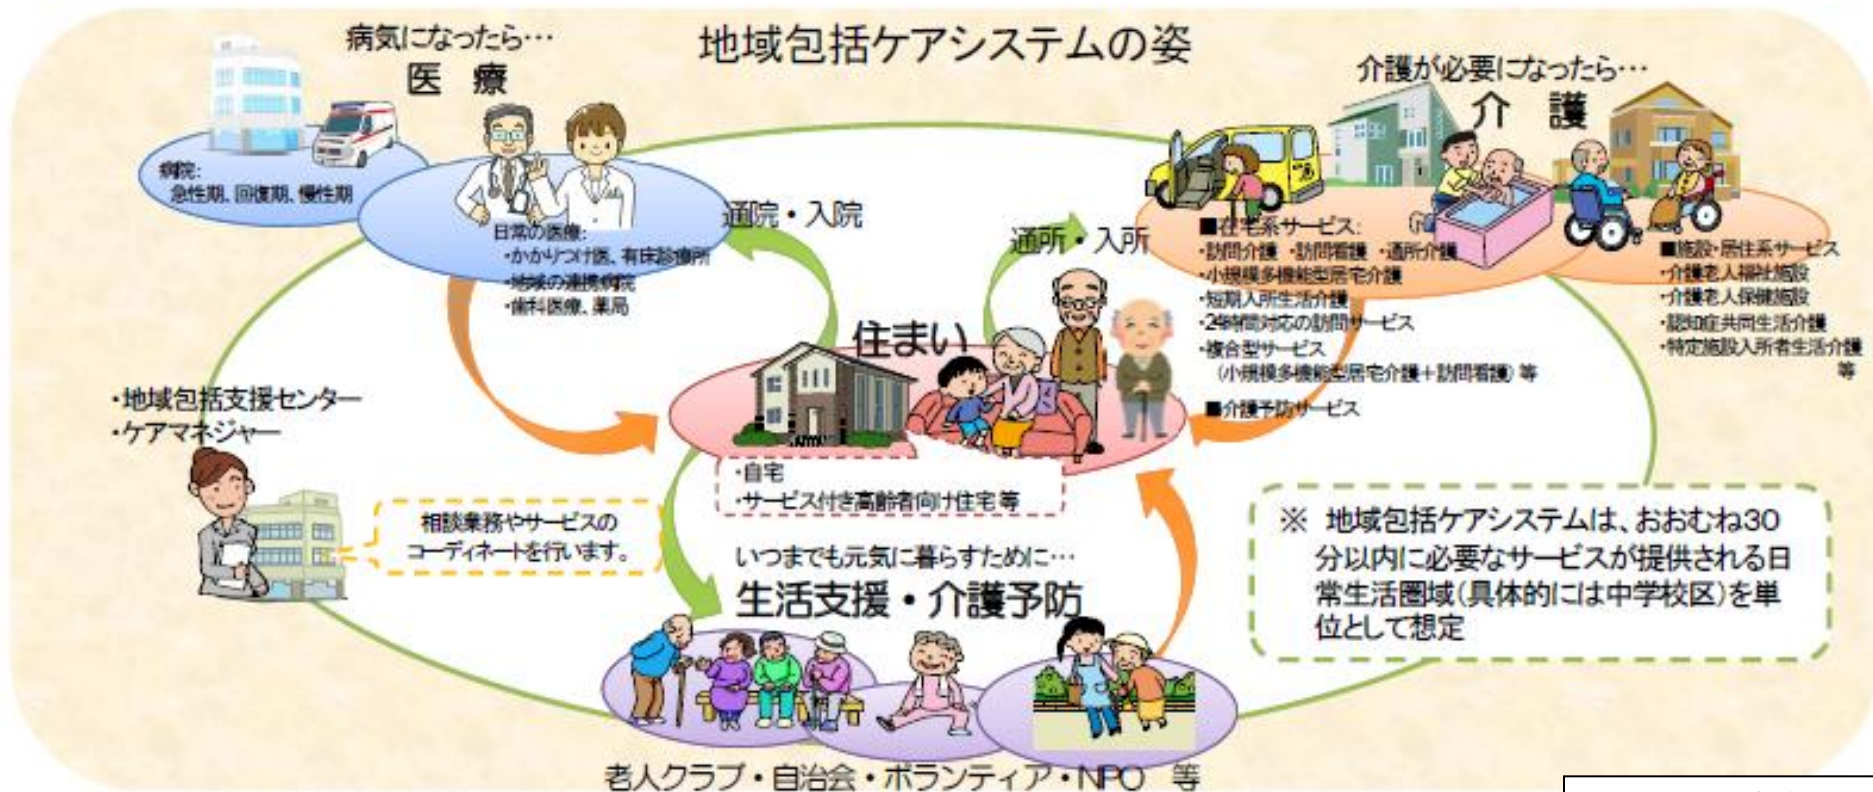 地域包括ケアシステムの姿
病気になったら…
医 療
病院:
急性期、回復期、慢性期
日常の医療:
・かかりつけ医、有床診療所
・地域の連携病院
・歯科医療、薬局
通院・入院
通所・入所
介護が必要になったら…
介 護
■在宅系サービス:
・訪問介護 ・訪問看護 ・通所介護
・小規模多機能型居宅介護
・短期入所生活介護
・24時間対応の訪問サービス
・複合型サービス
(小規模多機能型居宅介護+訪問看護) 等
■介護予防サービス
■施設・居住系サービス
・介護老人福祉施設
・介護老人保健施設
・認知症共同生活介護
・特定施設入所者生活介護
等
住まい
・自宅
・サービス付き高齢者向け住宅 等
・地域包括支援センター
・ケアマネジャー
相談業務やサービスの
コーディネートを行います。
いつまでも元気に暮らすために…
生活支援・介護予防
老人クラブ・自治会・ボランティア・NPO 等
※ 地域包括ケアシステムは、おおむね30
分以内に必要なサービスが提供される日
常生活圏域(具体的には中学校区)を単
位として想定